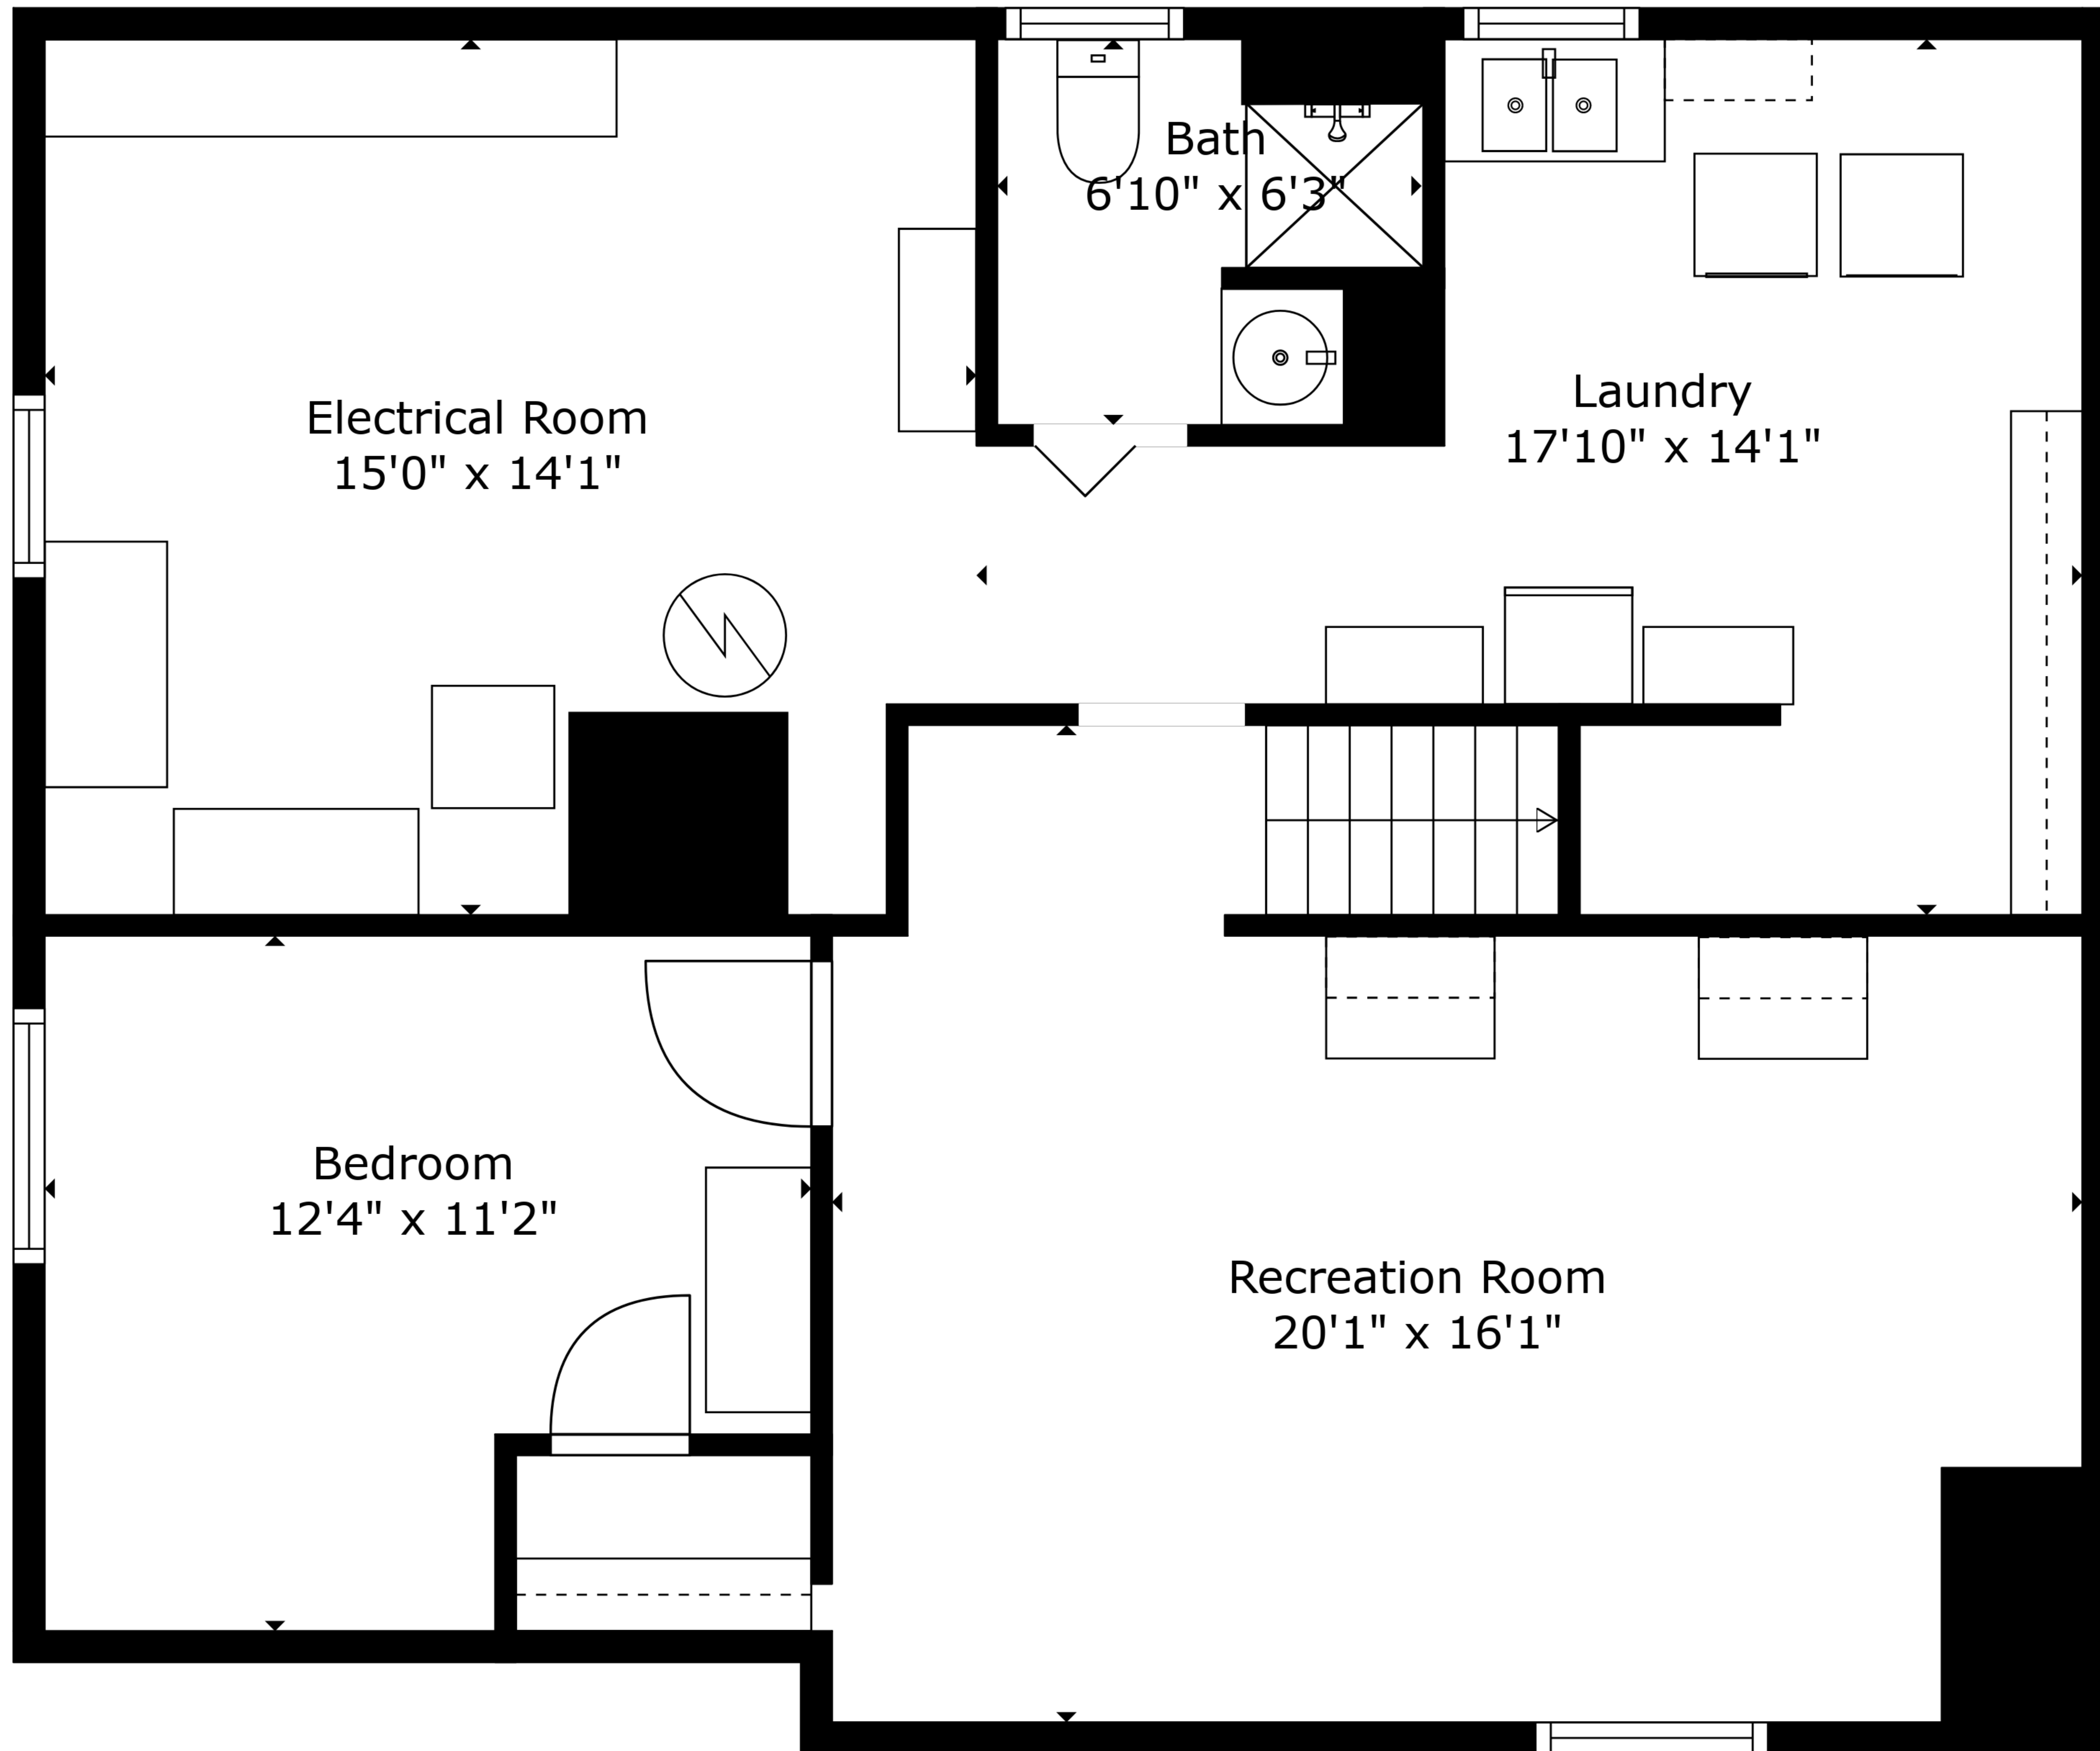 Bath
6'10" x 6'3"
Laundry
17'10" x 14'1"
Electrical Room
15'0" x 14'1"
Bedroom
12'4" x 11'2"
Recreation Room
20'1" x 16'1"